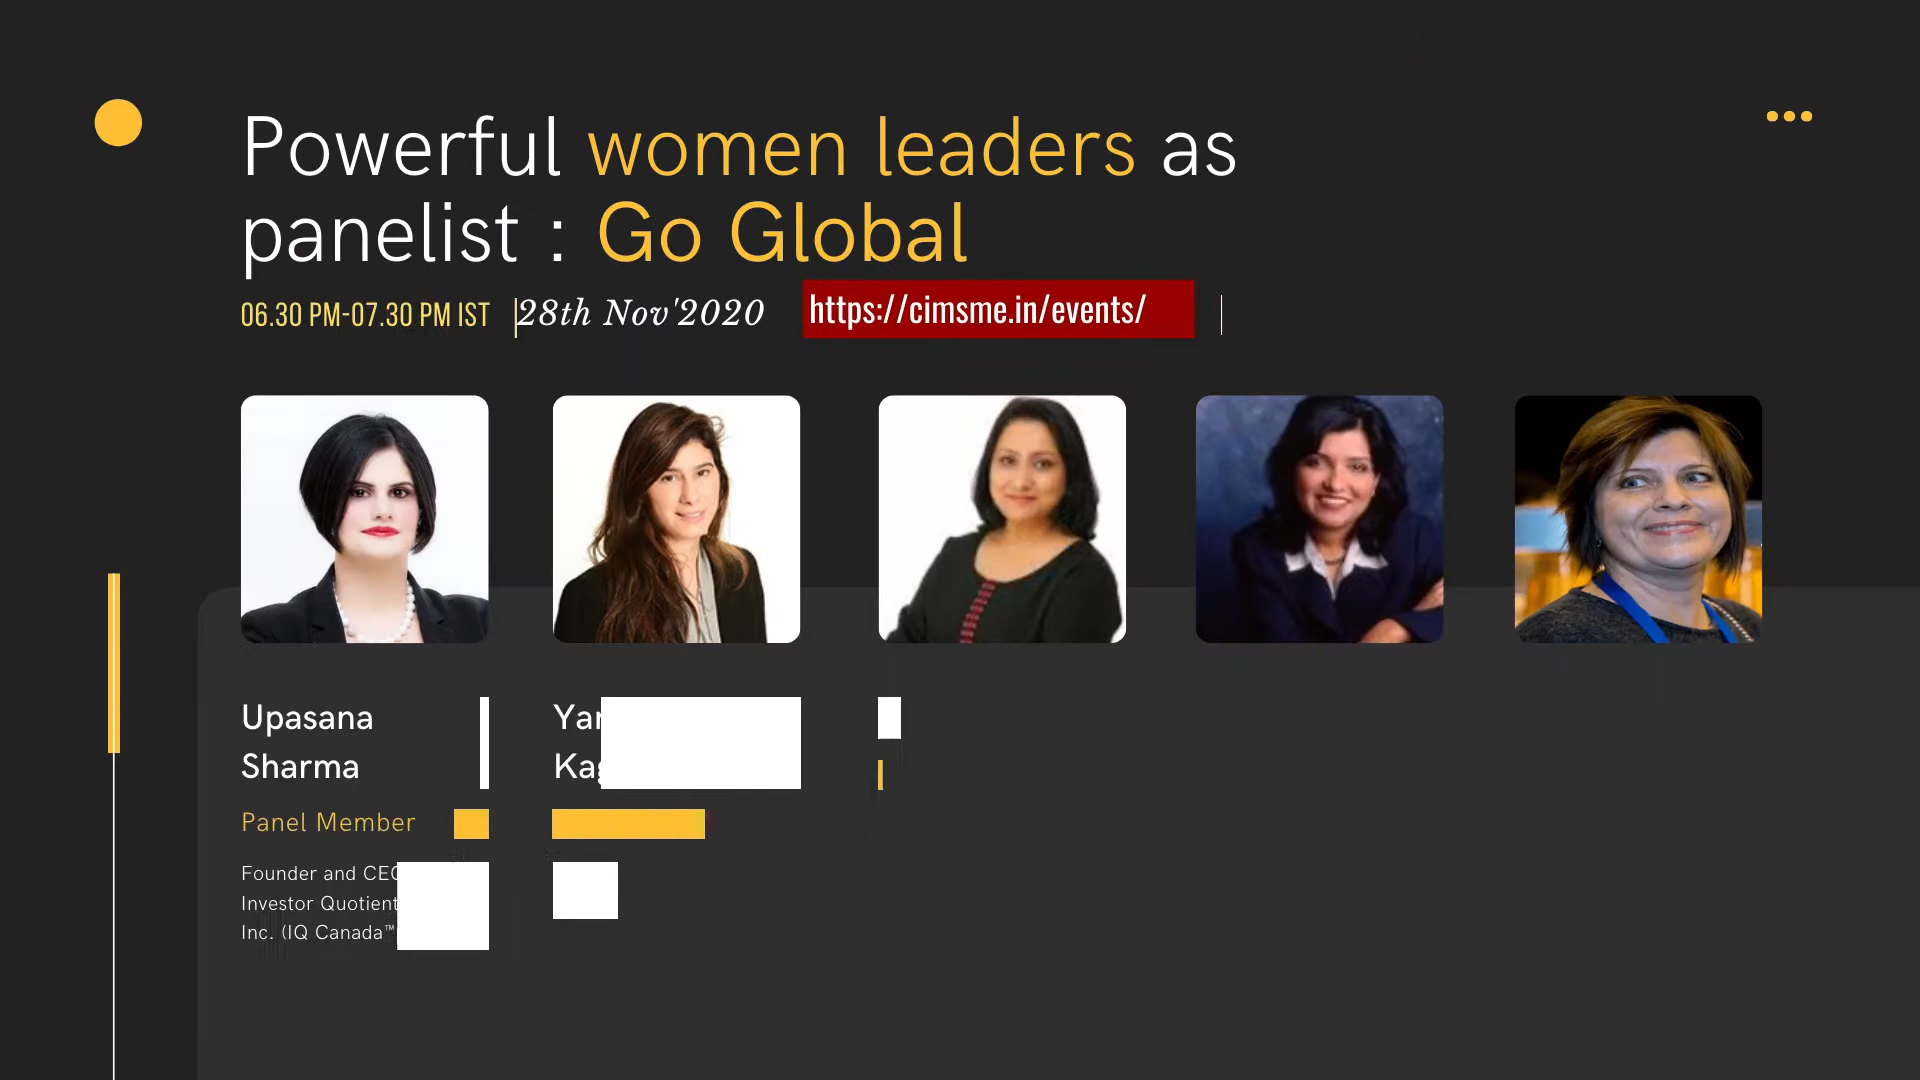 Powerful women leaders as
panelist : Go Global
06.30 PM-07.30 PM IST
28th Nov'2020
https://cimsme.in/events/
Upasana
Sharma
Panel Member
Founder and
Investor Quotient
Inc. (IQ Canada™